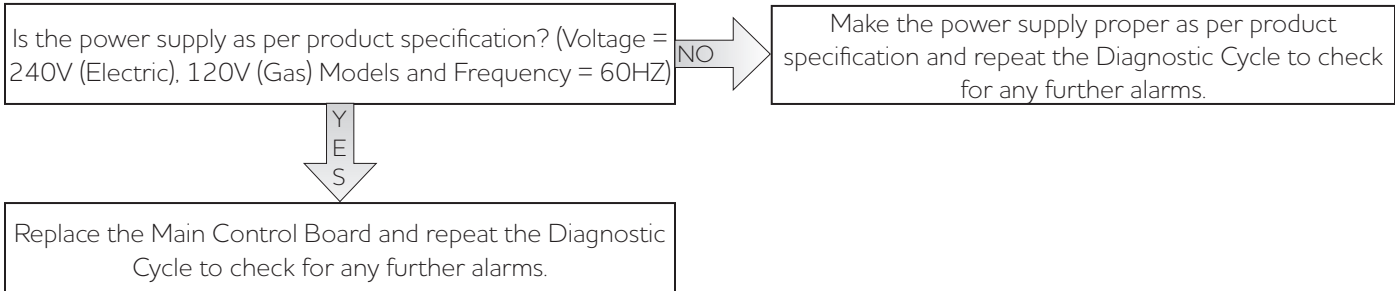 Is the power supply as per product specification? (Voltage =
240V (Electric), 120V (Gas) Models and Frequency = 60HZ)
NO
Make the power supply proper as per product
specification and repeat the Diagnostic Cycle to check
for any further alarms.
Y
E
S
Replace the Main Control Board and repeat the Diagnostic
Cycle to check for any further alarms.